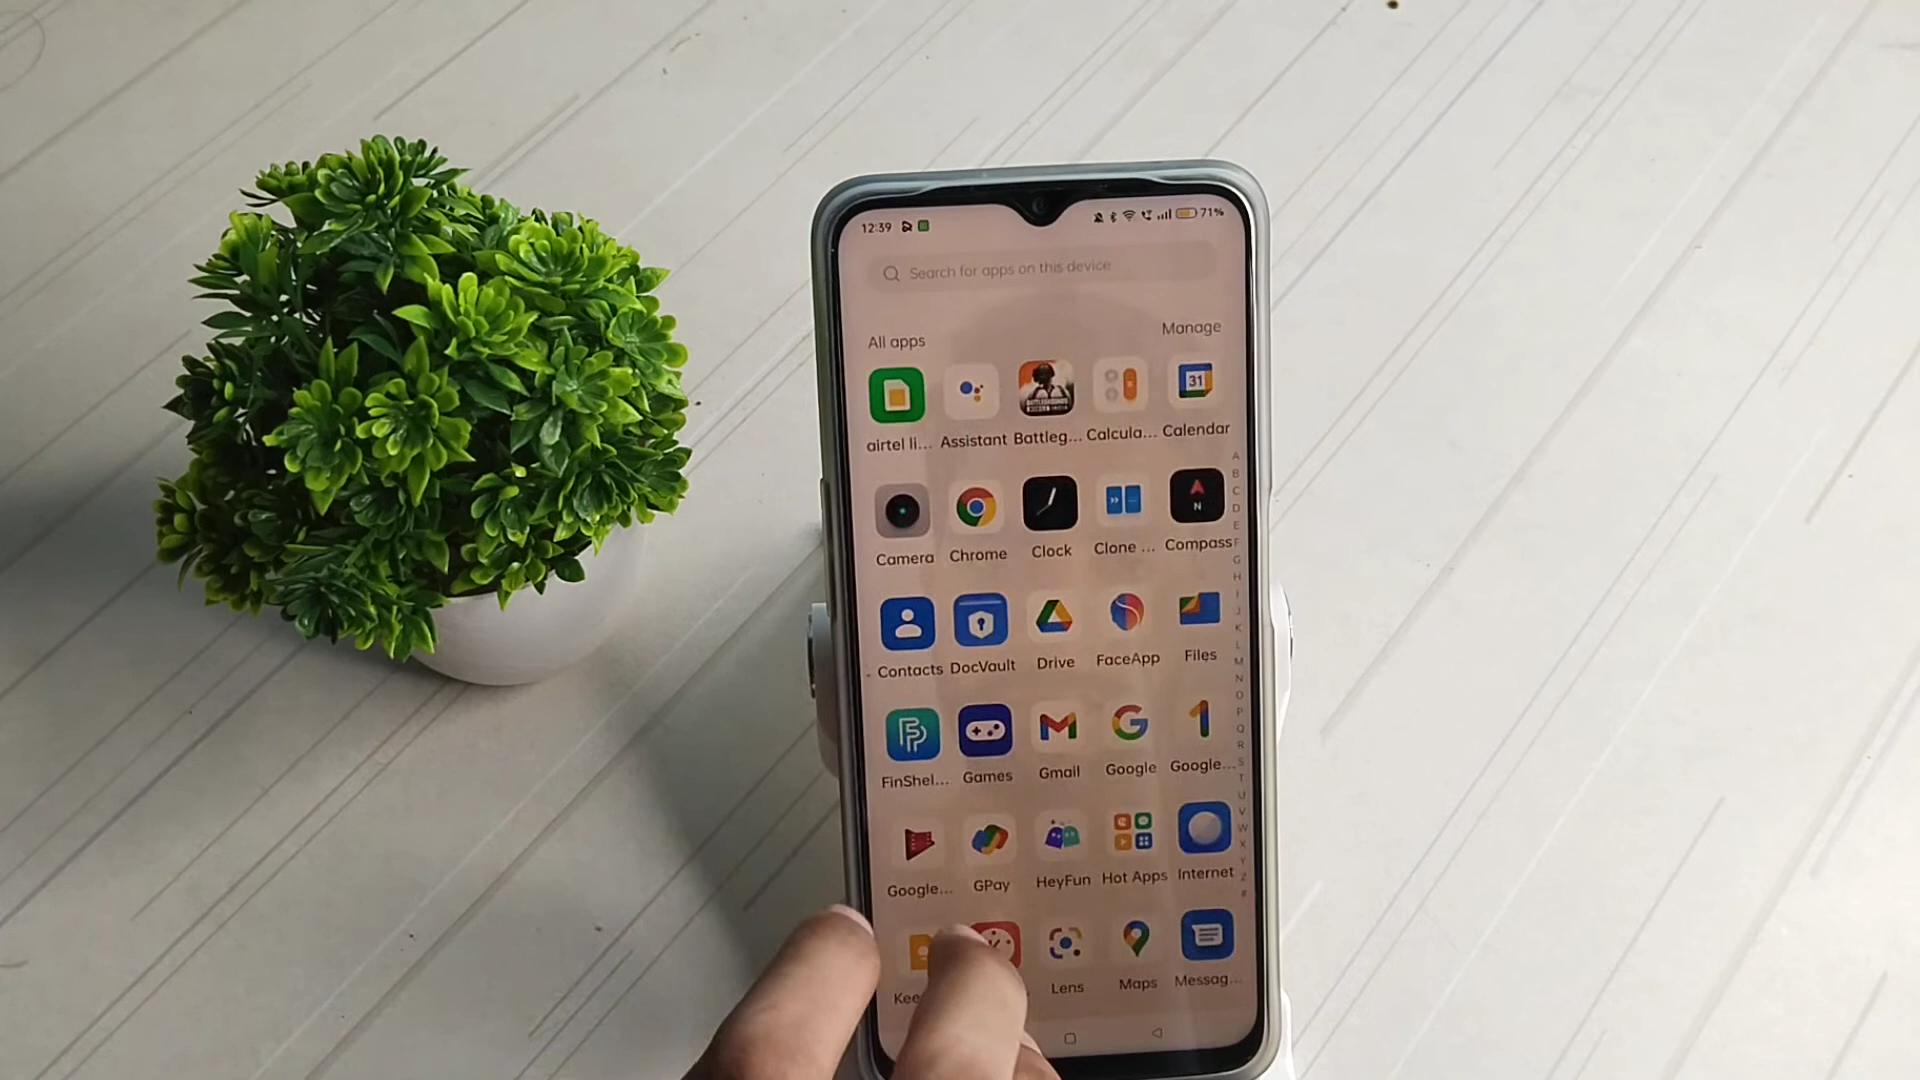 12:39 71%
Search for apps on this device
All apps Manage
31
airtel li... Assistant Battleg... Calcula... Calendar
N
Camera Chrome Clock Clone ... Compass
Contacts DocVault Drive FaceApp Files
FinShel... Games Gmail Google Google...
Google... GPay HeyFun Hot Apps Internet
Lens Maps Messag...